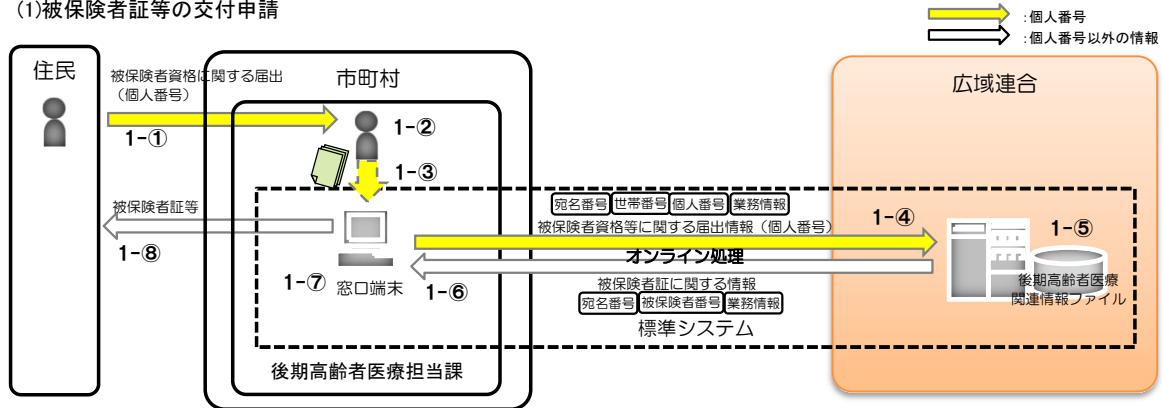 (1)被保険者証等の交付申請
:個人番号
:個人番号以外の情報
住民
市町村
広域連合
被保険者資格に関する届出
（個人番号）
1-①
1-②
1-③
宛名番号 世帯番号 個人番号 業務情報
被保険者資格等に関する届出情報（個人番号）
1-④
1-⑤
オンライン処理
被保険者証等
1-⑧
1-⑦
窓口端末
1-⑥
被保険者証に関する情報
宛名番号 被保険者番号 業務情報
標準システム
後期高齢者医療
関連情報ファイル
後期高齢者医療担当課